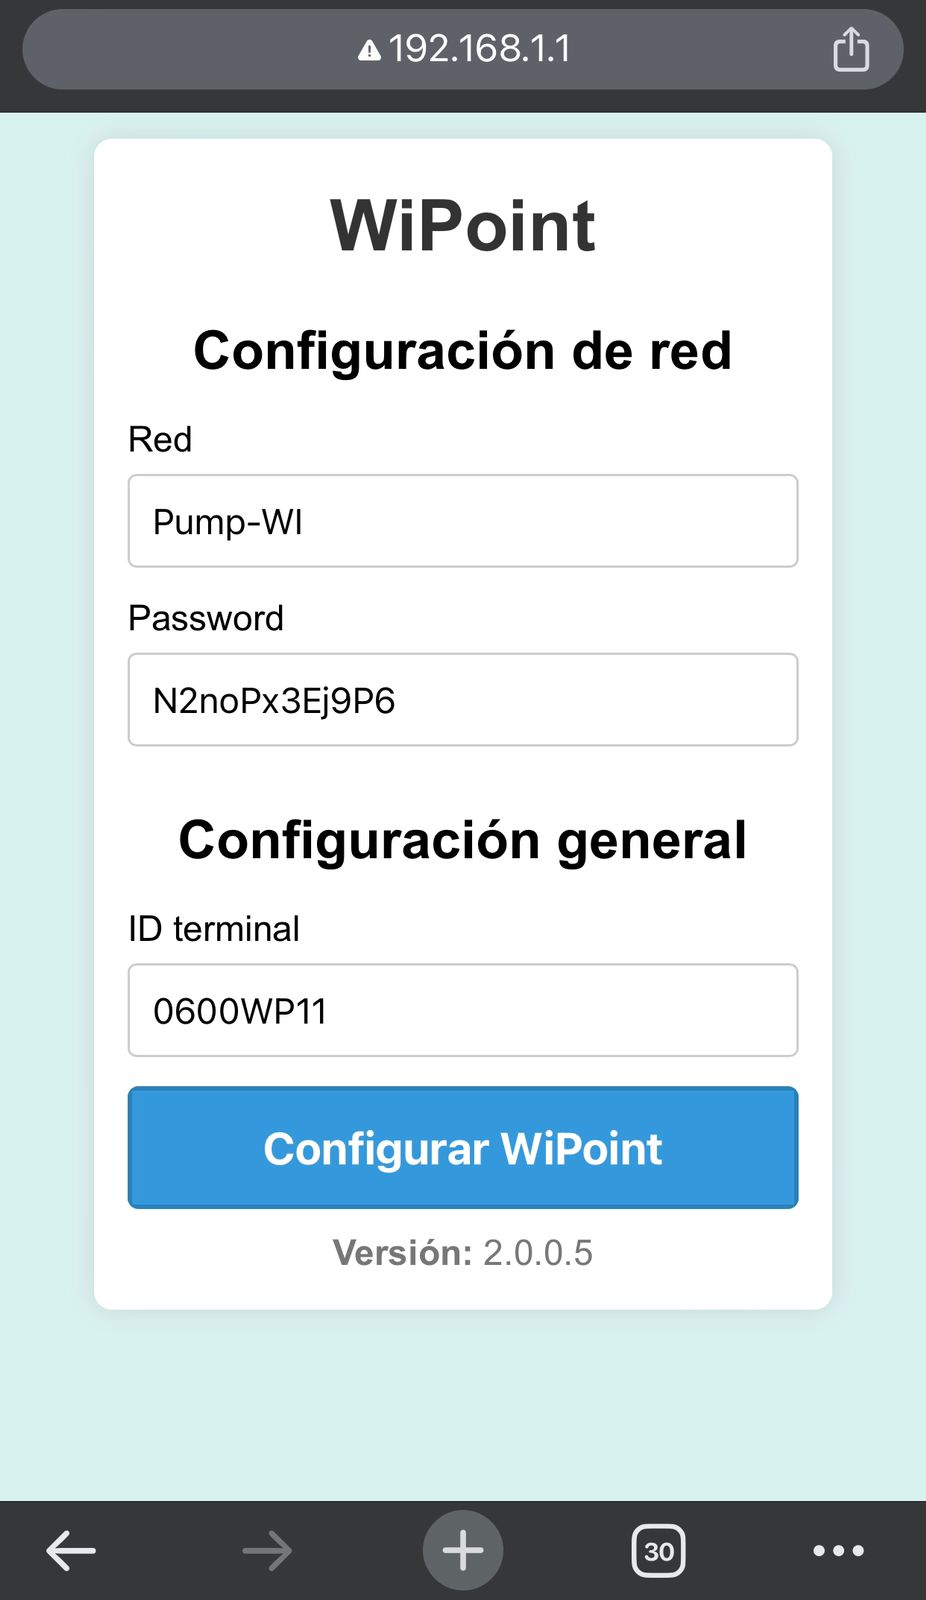 192.168.1.1
WiPoint
Configuración de red
Red
Pump-WI
Password
N2noPx3Ej9P6
Configuración general
ID terminal
0600WP11
Configurar WiPoint
Versión: 2.0.0.5
30